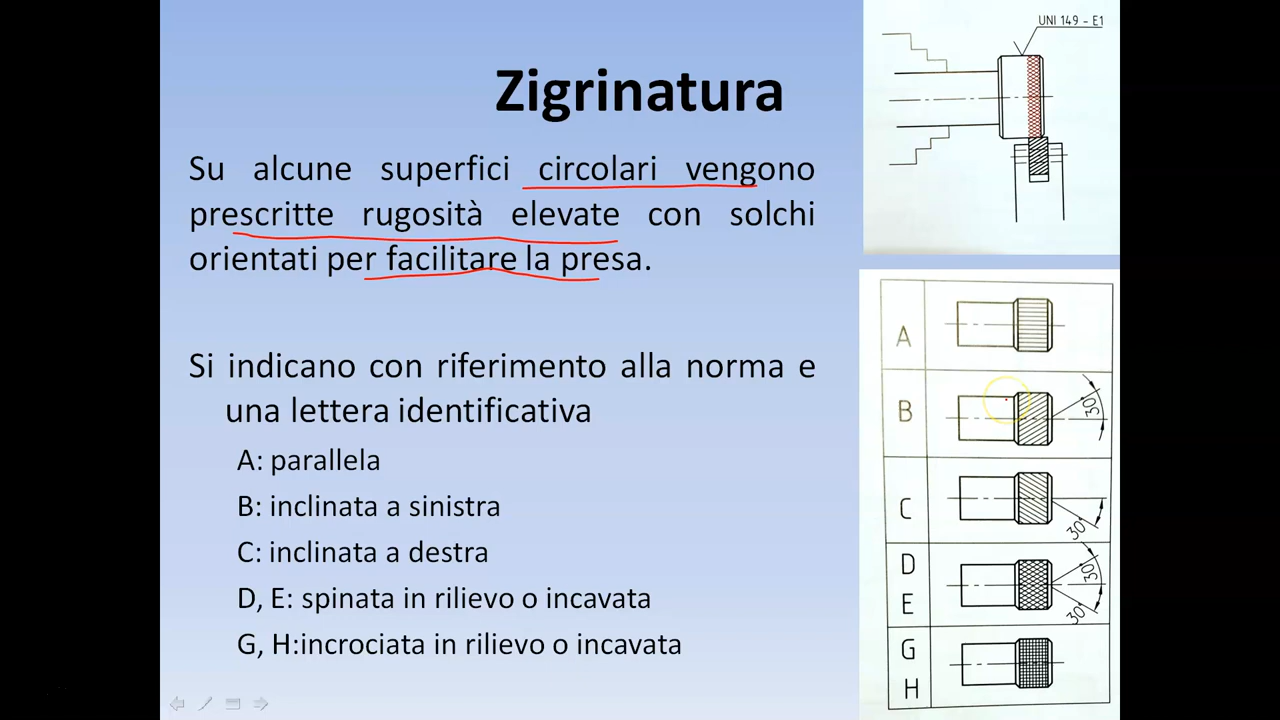 UNI 149 - E1
Zigrinatura
Su alcune superfici circolari vengono
prescritte rugosità elevate con solchi
orientati per facilitare la presa.
Si indicano con riferimento alla norma e
una lettera identificativa
A: parallela
B: inclinata a sinistra
C: inclinata a destra
D, E: spinata in rilievo o incavata
G, H:incrociata in rilievo o incavata
A
B
30°
C
30°
D
E
30°
30°
G
H